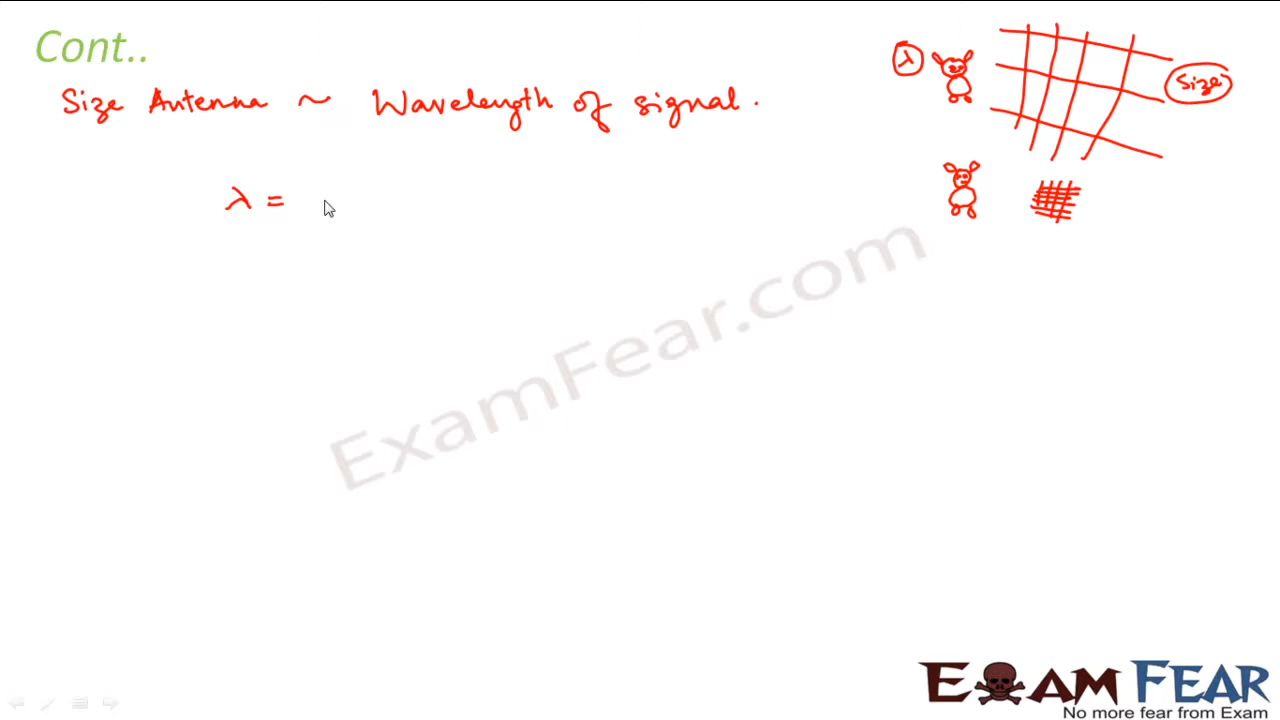 Cont..
Size Antenna ~ Wavelength of signal.
λ
Size
λ =
ExamFear.com
EXAM FEAR
No more fear from Exam